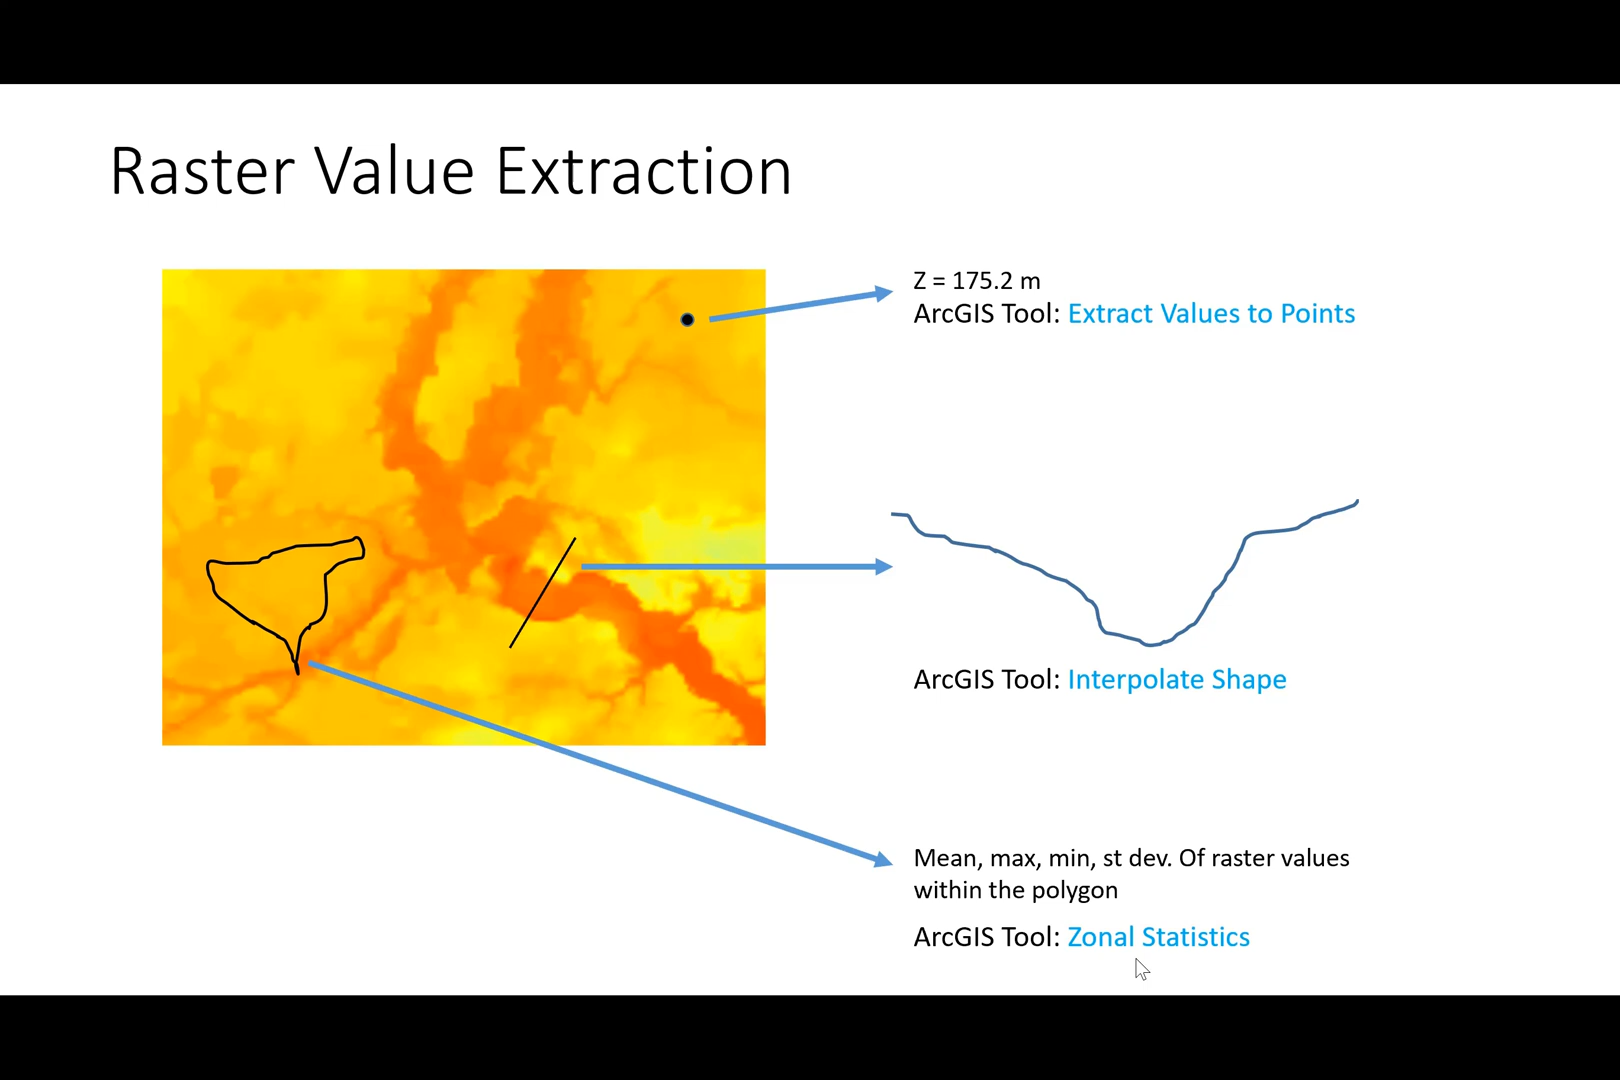 Raster Value Extraction
Z = 175.2 m
ArcGIS Tool: Extract Values to Points
ArcGIS Tool: Interpolate Shape
Mean, max, min, st dev. Of raster values
within the polygon
ArcGIS Tool: Zonal Statistics